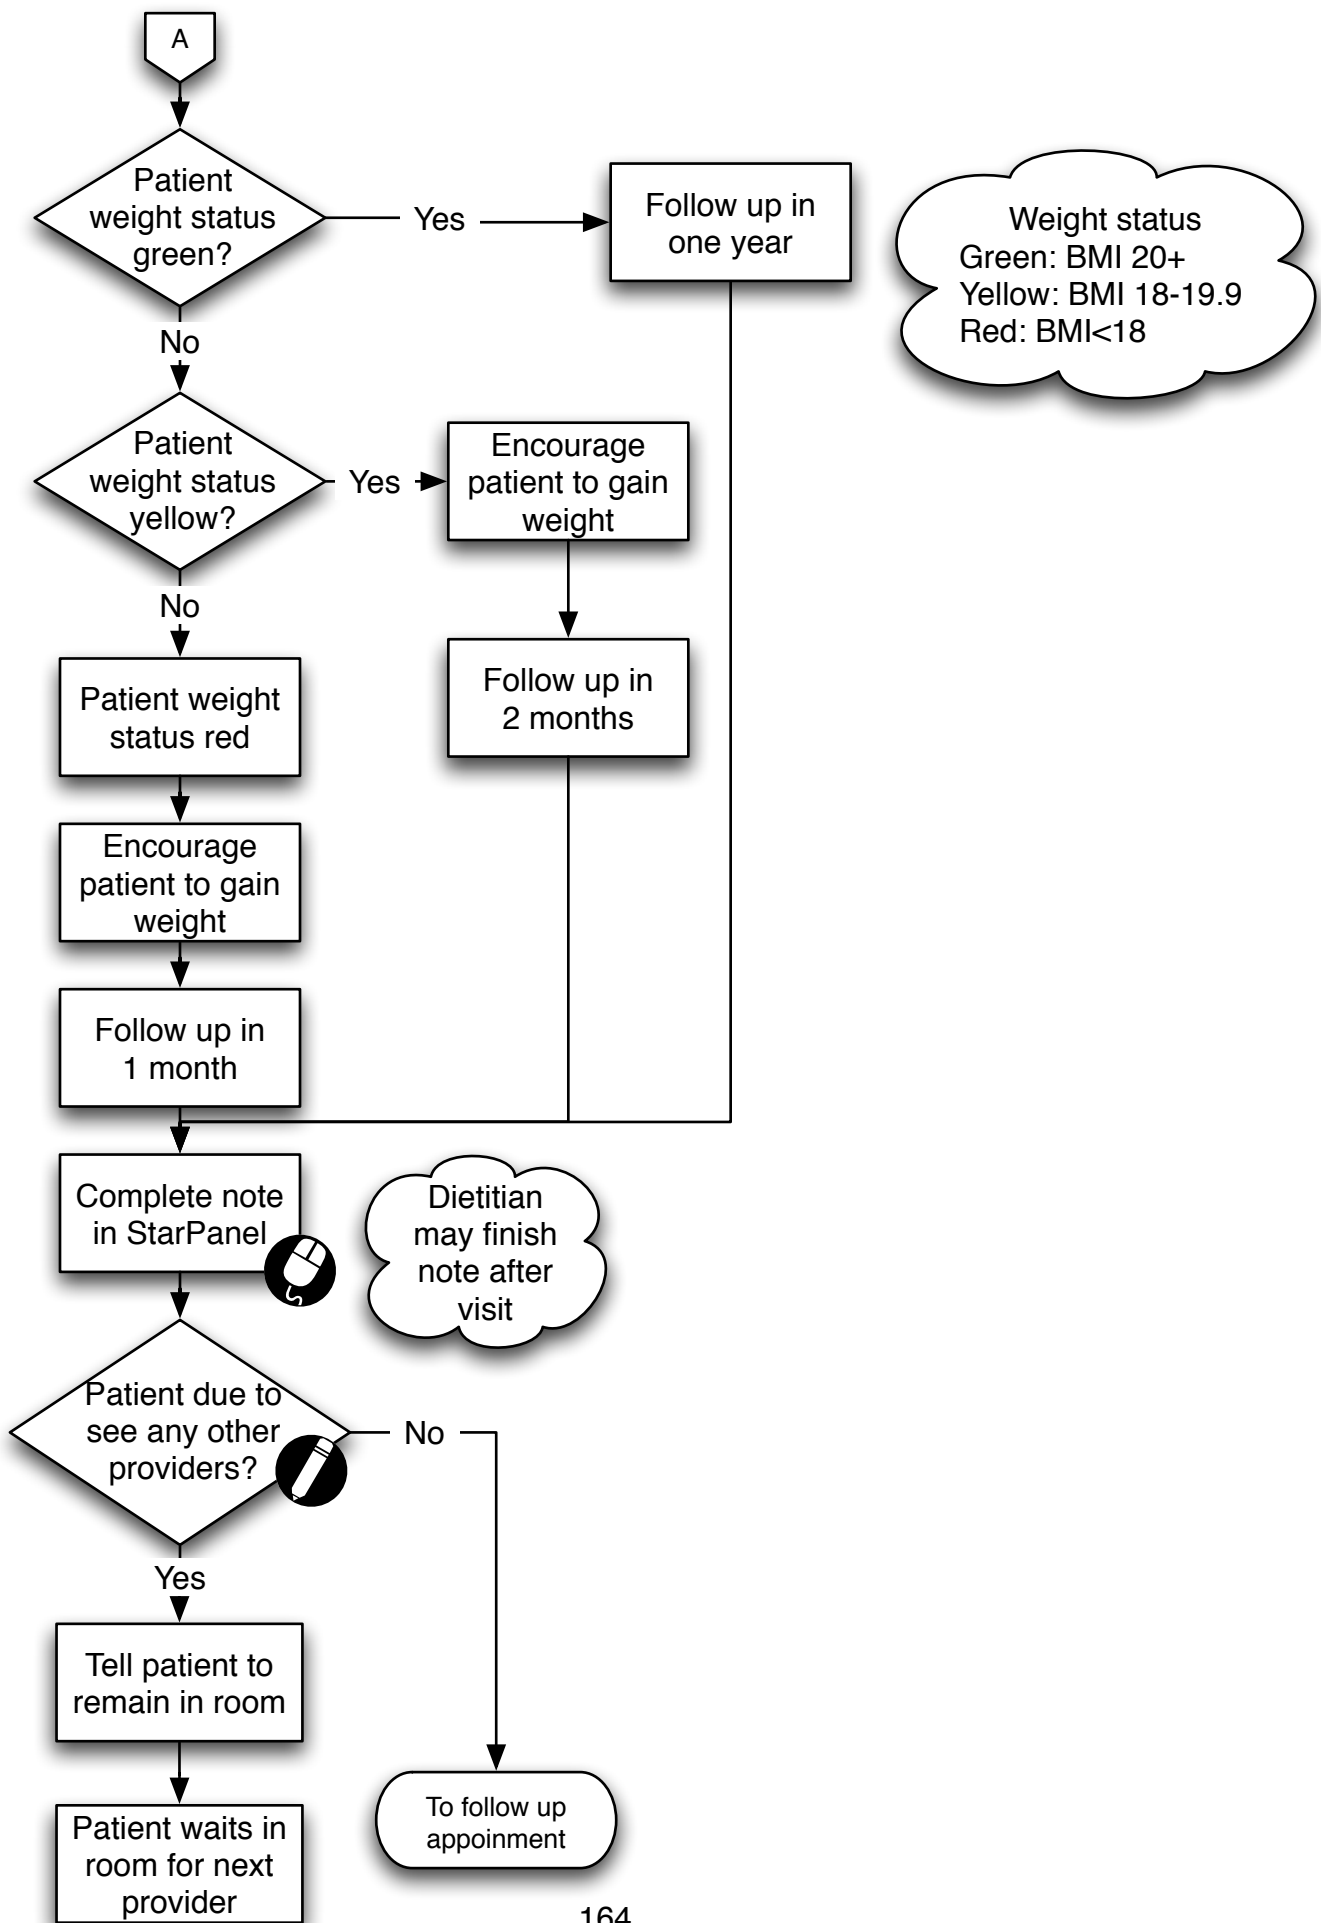 A
Patient
weight status
green?
Yes
Follow up in
one year
Weight status
Green: BMI 20+
Yellow: BMI 18-19.9
Red: BMI<18
No
Patient
weight status
yellow?
Yes
Encourage
patient to gain
weight
No
Follow up in
2 months
Patient weight
status red
Encourage
patient to gain
weight
Follow up in
1 month
Complete note
in StarPanel
Dietitian
may finish
note after
visit
Patient due to
see any other
providers?
No
Yes
Tell patient to
remain in room
To follow up
appoinment
Patient waits in
room for next
provider
164